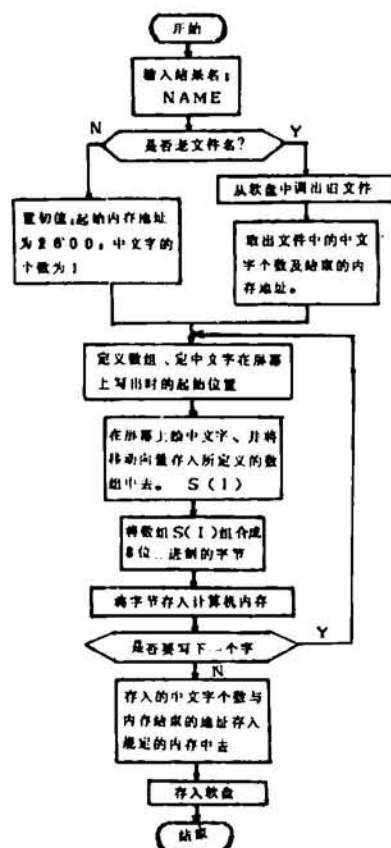 开始
输入结果名：
NAME
N
是否老文件名？
Y
从软盘中调出旧文件
置初值；起始内存地址
为2600；中文字的
个数为1
取出文件中的中文
字个数及结束的内
存地址。
定义数组、定中文字在屏幕
上写出时的起始位置
在屏幕上绘中文字、并将
移动向量存入所定义的数
组中去。 S(I)
将数组S(I)组合成
8位二进制的字节
字节存入计算机内存
是否要写下一个字
Y
N
存入的中文字个数与
内存结束的地址存入
规定的内存中去
存入软盘
结束